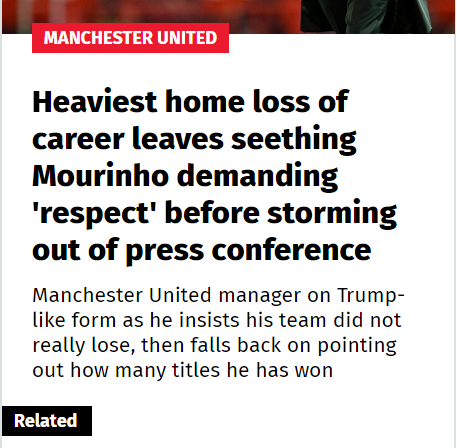 MANCHESTER UNITED
Heaviest home loss of
career leaves seething
Mourinho demanding
'respect' before storming
out of press conference
Manchester United manager on Trump-
like form as he insists his team did not
really lose, then falls back on pointing
out how many titles he has won
Related